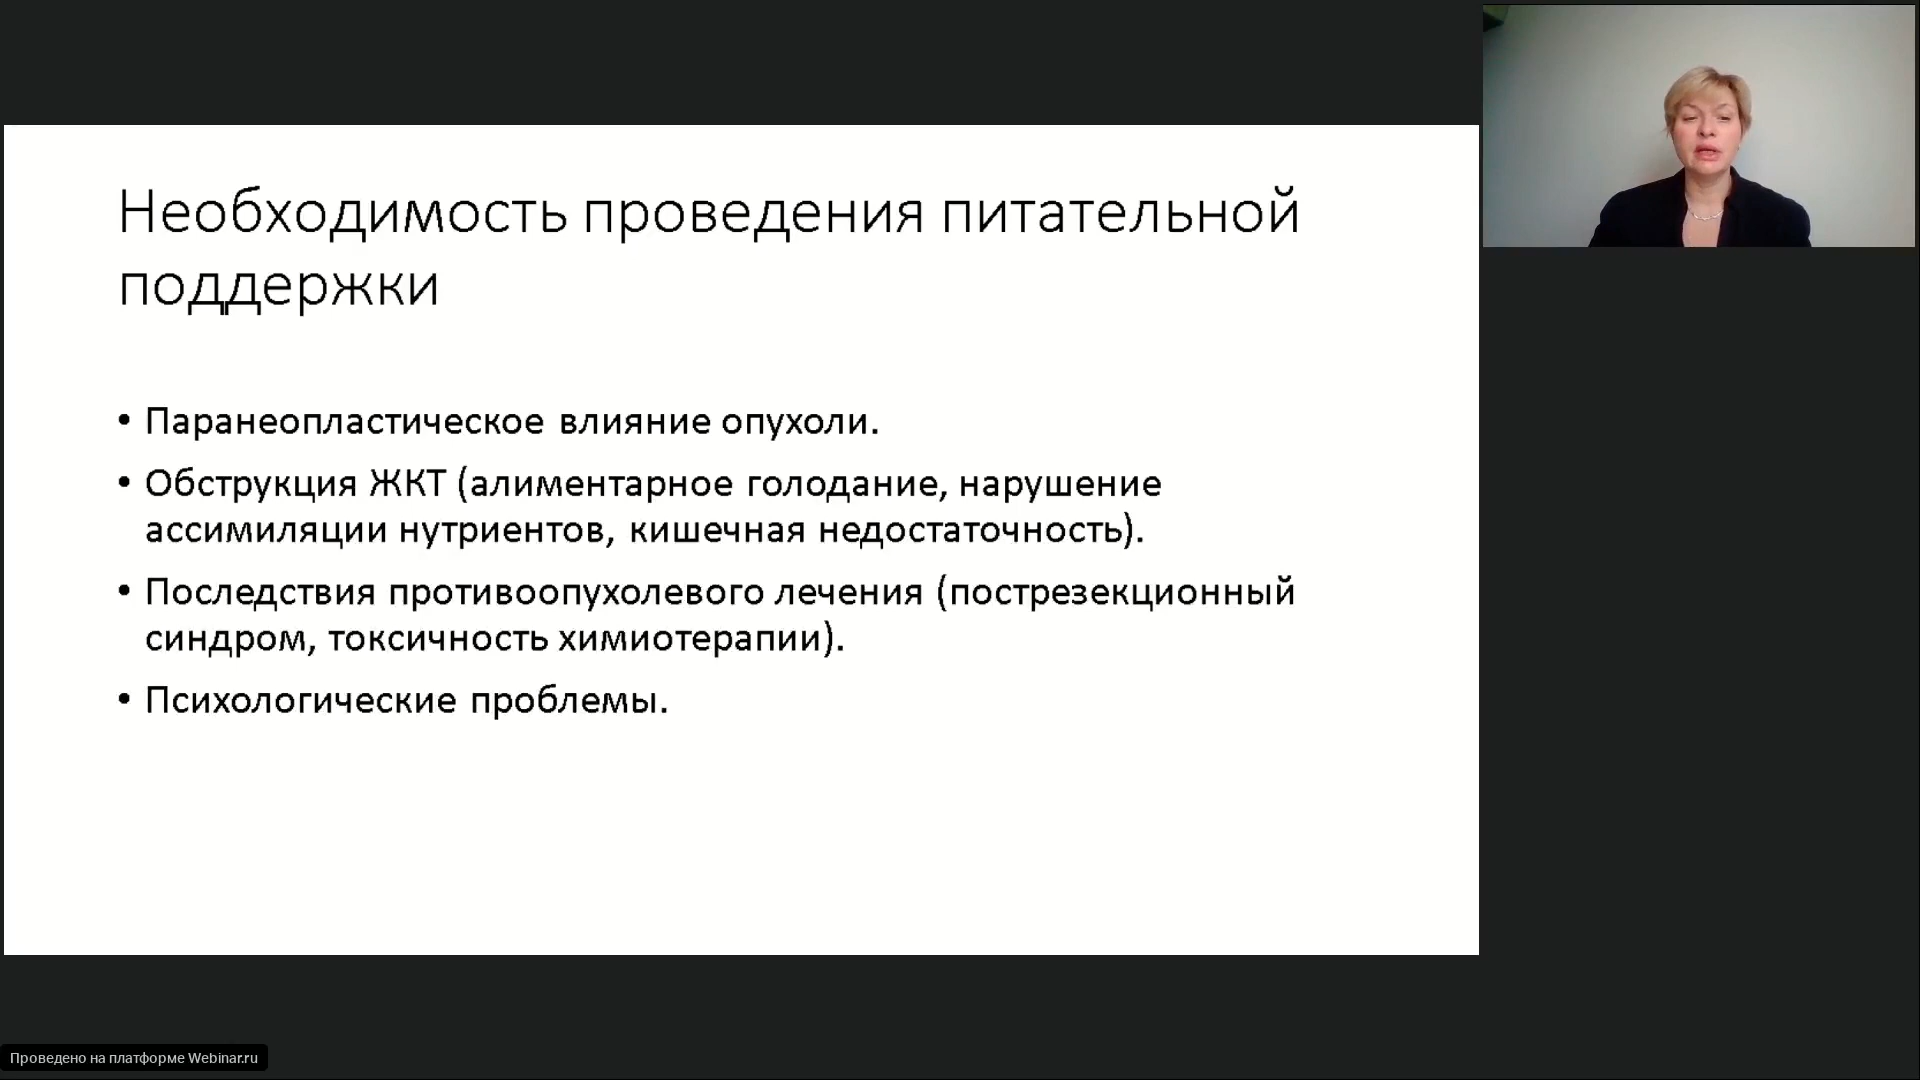 Необходимость проведения питательной
поддержки
• Паранеопластическое влияние опухоли.
• Обструкция ЖКТ (алиментарное голодание, нарушение
ассимиляции нутриентов, кишечная недостаточность).
• Последствия противоопухолевого лечения (пострезекционный
синдром, токсичность химиотерапии).
• Психологические проблемы.
Проведено на платформе Webinar.ru